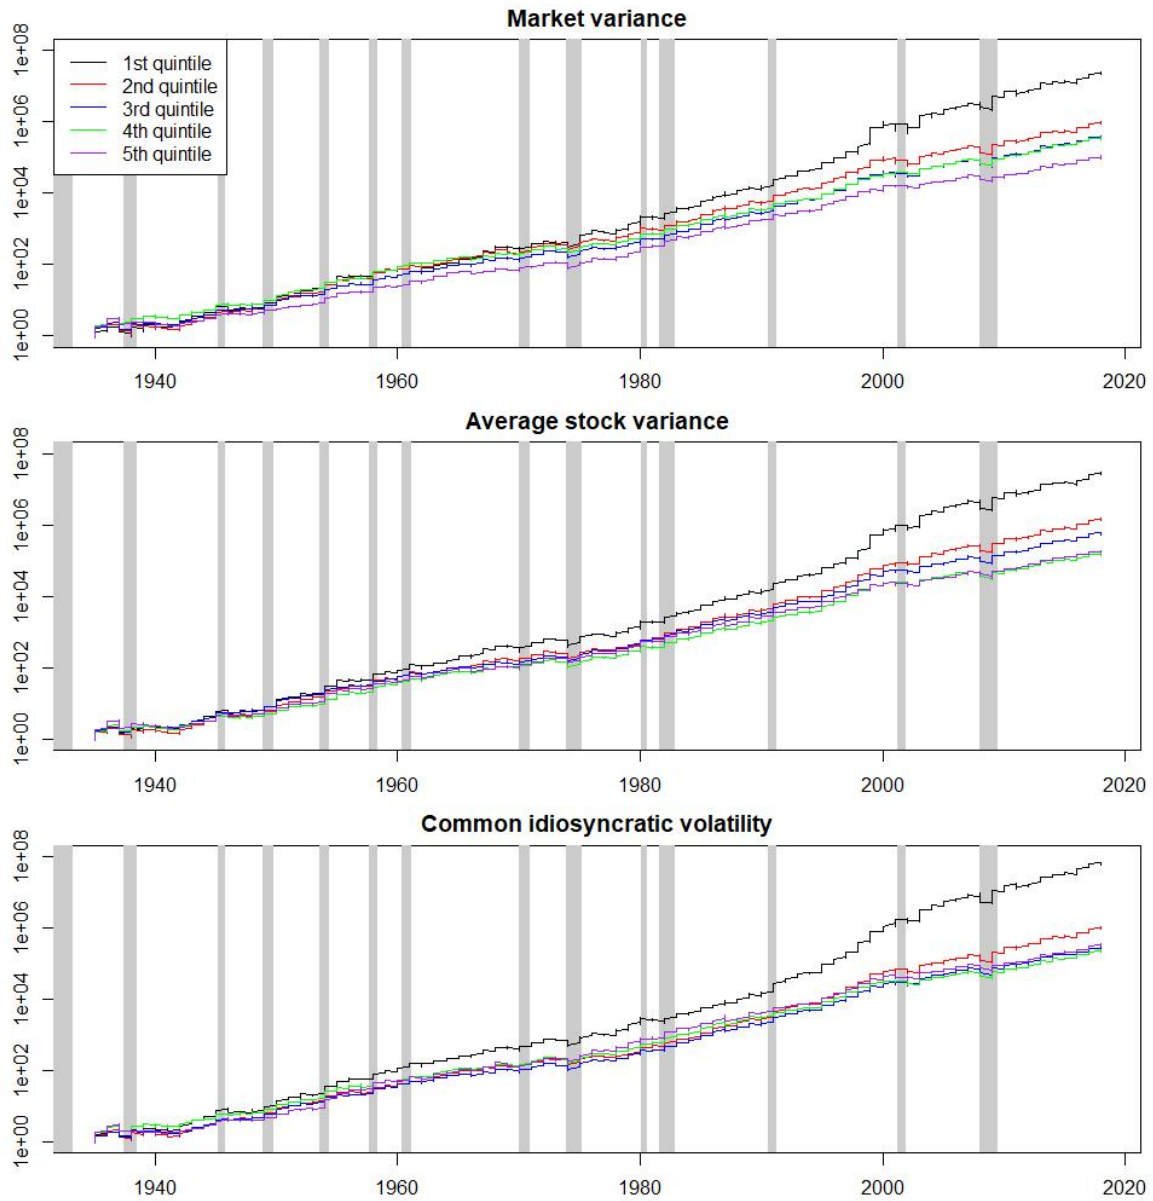 Market variance
1e+08
1e+06
1e+04
1e+02
1e+00
1st quintile
2nd quintile
3rd quintile
4th quintile
5th quintile
1940 1960 1980 2000 2020
Average stock variance
1e+08
1e+06
1e+04
1e+02
1e+00
1940 1960 1980 2000 2020
Common idiosyncratic volatility
1e+08
1e+06
1e+04
1e+02
1e+00
1940 1960 1980 2000 2020